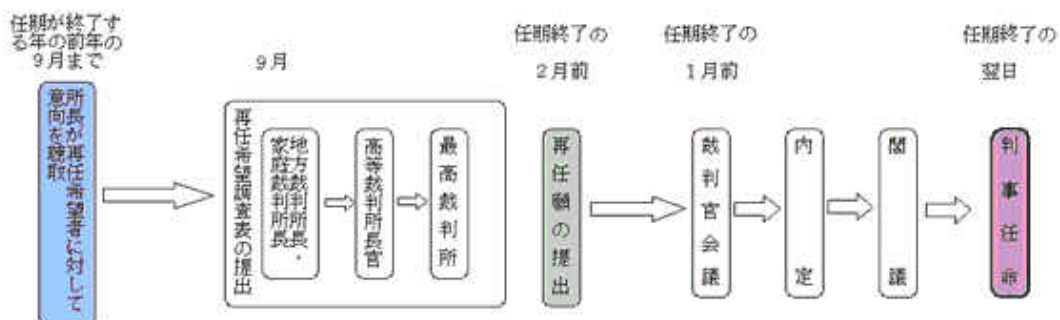 任期が終了す
る年の前年の
9月まで
所長が再任希望者に対して
意向を聴取
9月
再任希望調査表の提出
地方裁判所長・
家庭裁判所長
高等裁判所長官
最高裁判所
任期終了の
2月前
再任願の提出
任期終了の
1月前
裁判官会議
内定
閣議
任期終了の
翌日
判事任命